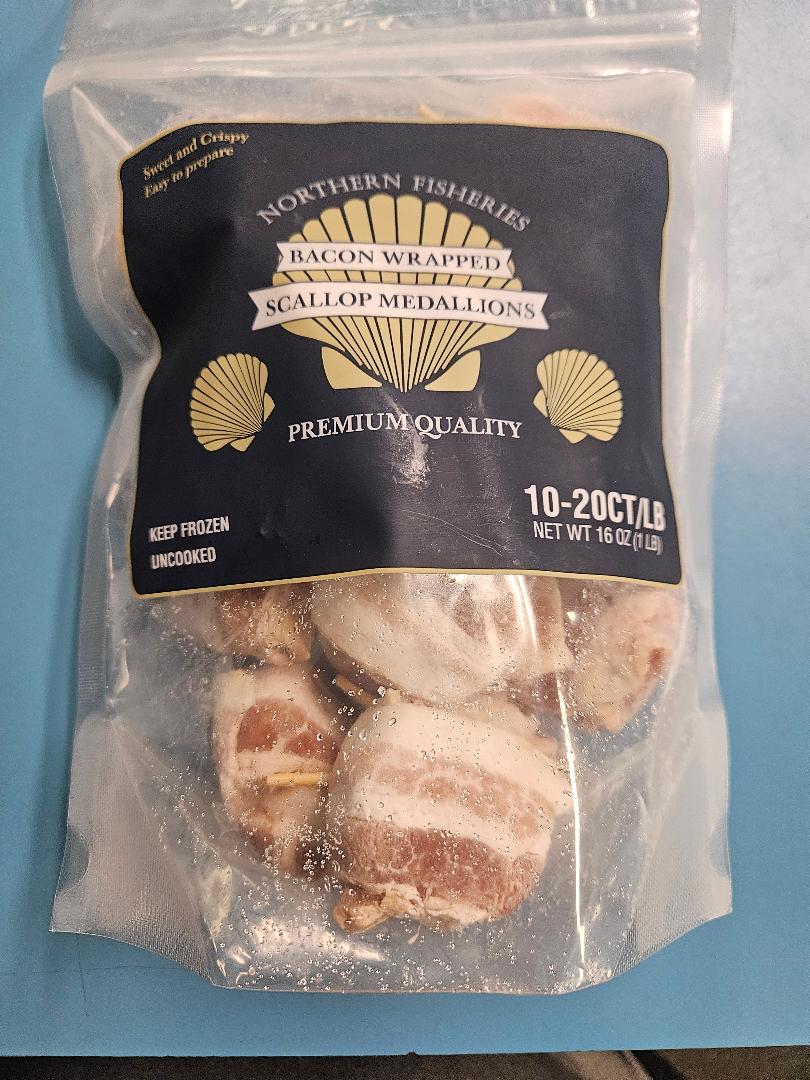 Sweet and Crispy
Easy to prepare
NORTHERN FISHERIES
BACON WRAPPED
SCALLOP MEDALLIONS
PREMIUM QUALITY
10-20CT/LB
NET WT 16 OZ (1 LB)
KEEP FROZEN
UNCOOKED